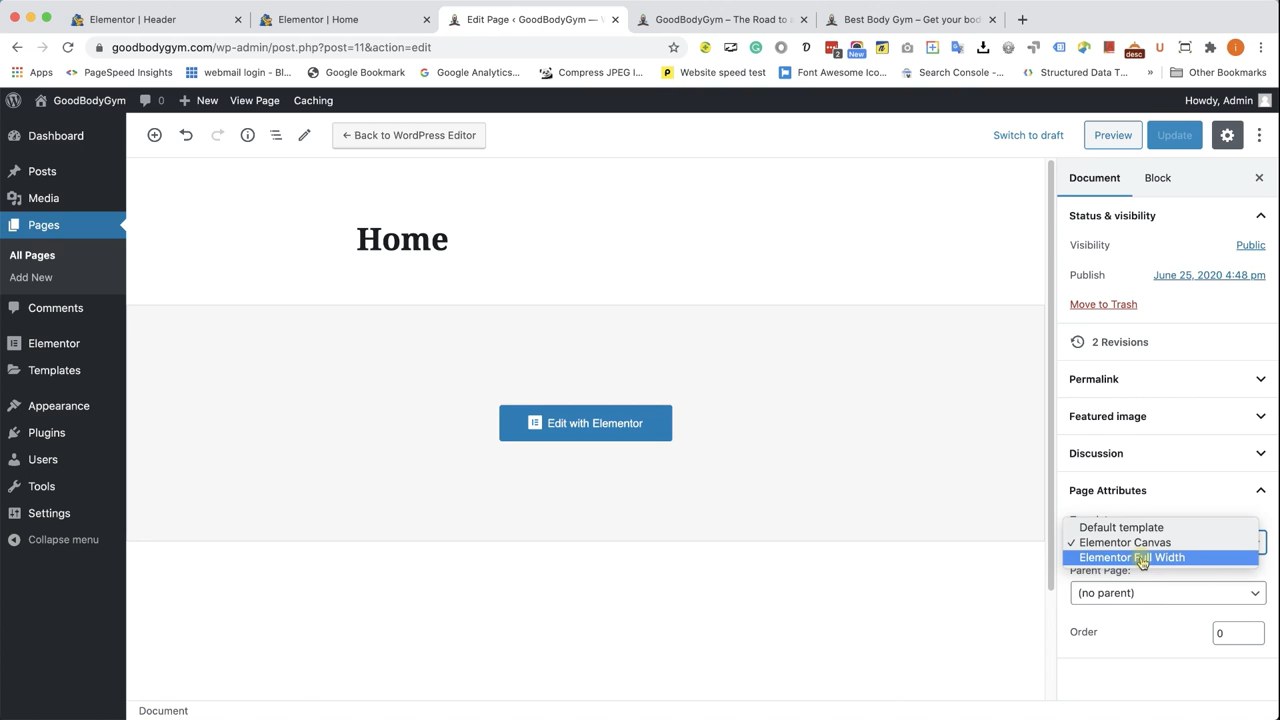 Elementor | Header
Elementor | Home
Edit Page ‹ GoodBodyGym —
GoodBodyGym – The Road to a
Best Body Gym – Get your bod
goodbodygym.com/wp-admin/post.php?post=11&action=edit
2
New
desc
Apps
PageSpeed Insights
webmail login - Bl...
Google Bookmark
Google Analytics...
Compress JPEG I...
Website speed test
Font Awesome Ico...
Search Console -...
Structured Data T...
»
Other Bookmarks
GoodBodyGym
0
New
View Page
Caching
Howdy, Admin
Dashboard
Posts
Media
Pages
All Pages
Add New
Comments
Elementor
Templates
Appearance
Plugins
Users
Tools
Settings
Collapse menu
← Back to WordPress Editor
Switch to draft
Preview
Update
Home
Edit with Elementor
Document
Block
Status & visibility
Visibility
Public
Publish
June 25, 2020 4:48 pm
Move to Trash
2 Revisions
Permalink
Featured image
Discussion
Page Attributes
Default template
✓ Elementor Canvas
Elementor Full Width
Parent Page:
(no parent)
Order
0
Document